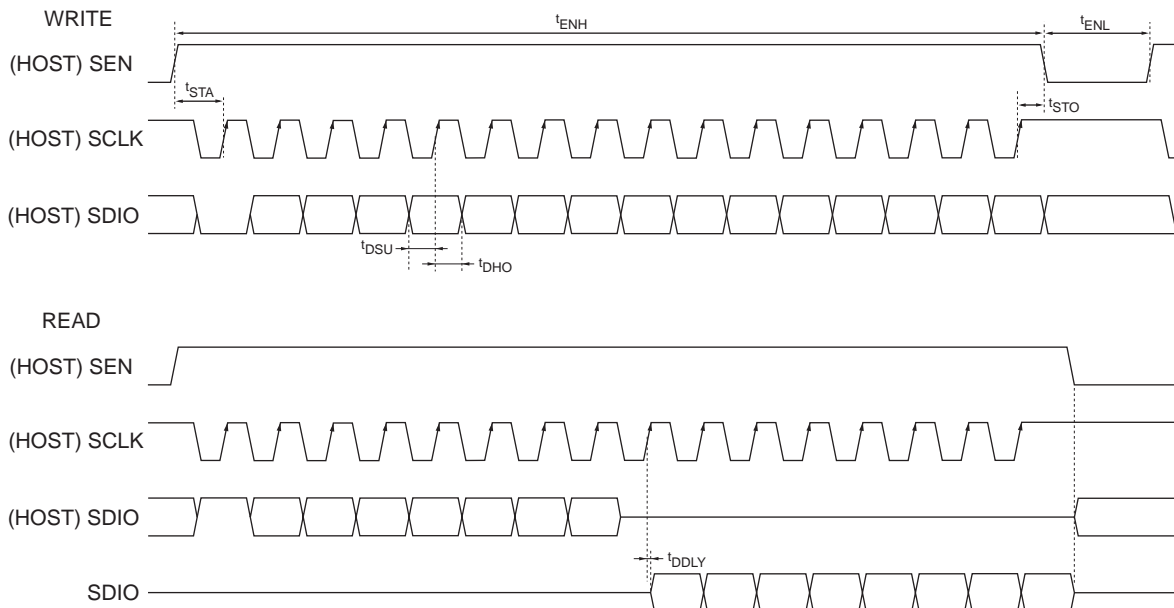 WRITE
tENH
tENL
(HOST) SEN
tSTA
tSTO
(HOST) SCLK
(HOST) SDIO
tDSU
tDHO
READ
(HOST) SEN
(HOST) SCLK
(HOST) SDIO
tDDLY
SDIO